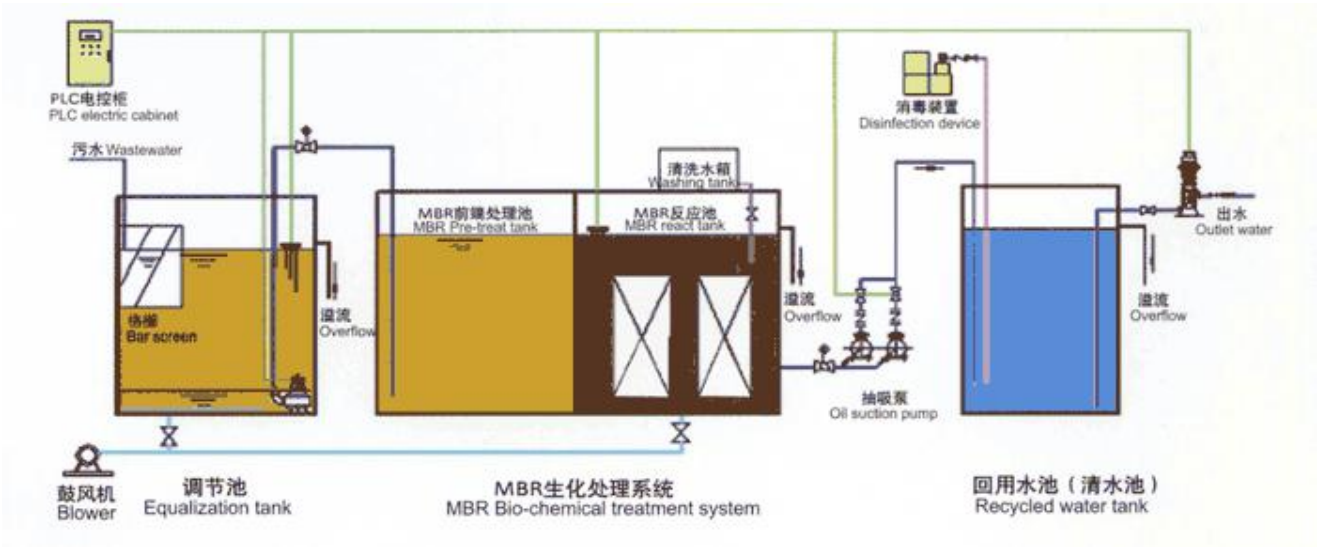 PLC电控柜
PLC electric cabinet
污水 Wastewater
消毒装置
Disinfection device
清洗水箱
Washing tank
MBR前端处理池
MBR Pre-treat tank
MBR反应池
MBR react tank
出水
Outlet water
格栅
Bar screen
溢流
Overflow
溢流
Overflow
溢流
Overflow
抽吸泵
Oil suction pump
鼓风机
Blower
调节池
Equalization tank
MBR生化处理系统
MBR Bio-chemical treatment system
回用水池（清水池）
Recycled water tank